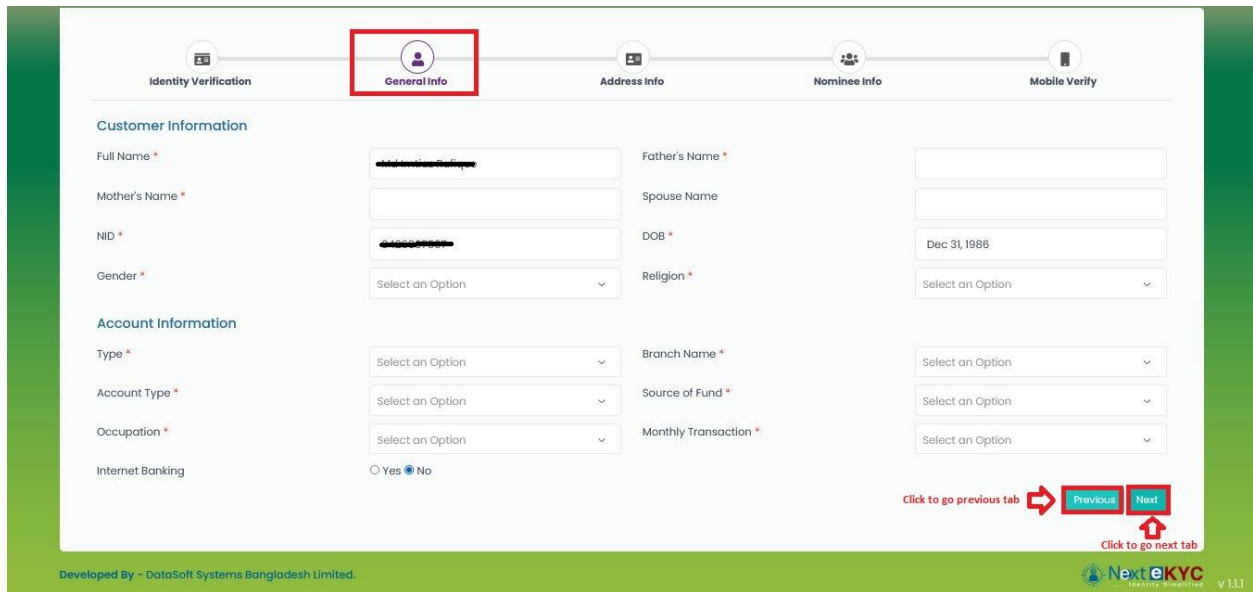 Identity Verification General Info Address Info Nominee Info Mobile Verify
Customer Information
Full Name * Father's Name *
Mother's Name * Spouse Name
NID * DOB * Dec 31, 1986
Gender * Select an Option Religion * Select an Option
Account Information
Type * Select an Option Branch Name * Select an Option
Account Type * Select an Option Source of Fund * Select an Option
Occupation * Select an Option Monthly Transaction * Select an Option
Internet Banking Yes No
Click to go previous tab Previous Next
Click to go next tab
Developed By - DataSoft Systems Bangladesh Limited. Next eKYC
Identity Simplified
v 1.1.1